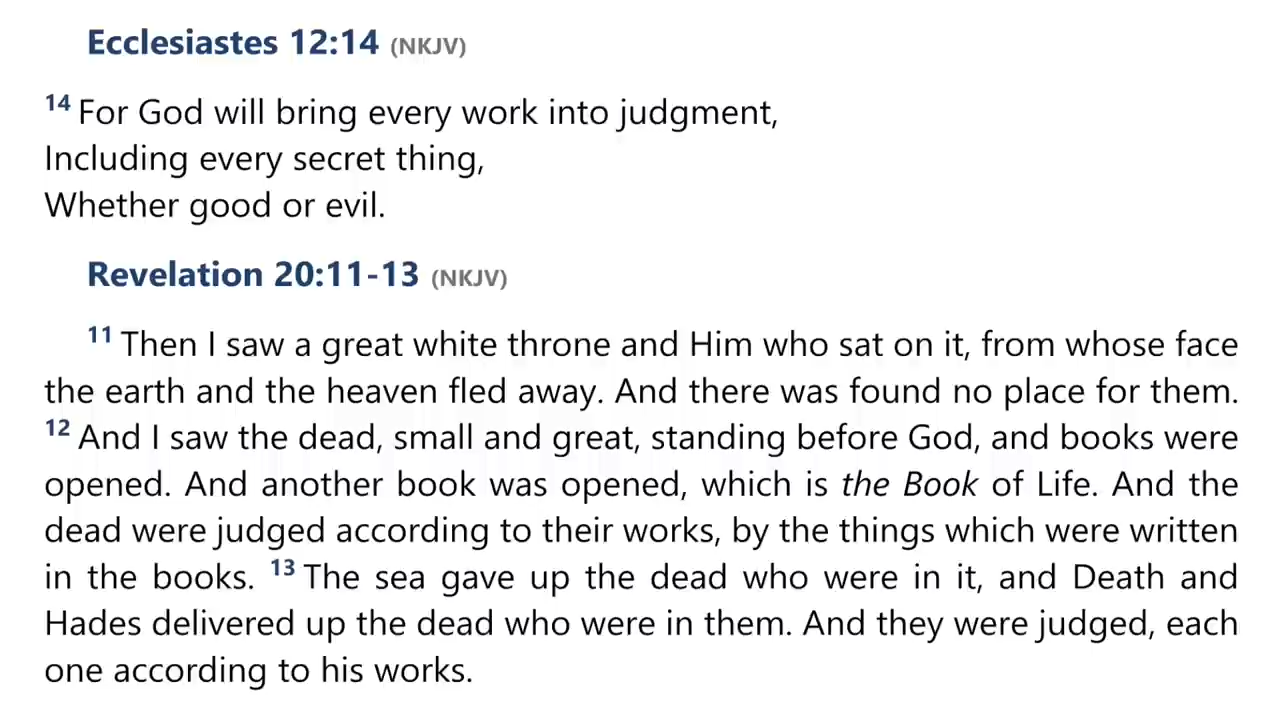 Ecclesiastes 12:14 (NKJV)
14 For God will bring every work into judgment,
Including every secret thing,
Whether good or evil.
Revelation 20:11-13 (NKJV)
11 Then I saw a great white throne and Him who sat on it, from whose face
the earth and the heaven fled away. And there was found no place for them.
12 And I saw the dead, small and great, standing before God, and books were
opened. And another book was opened, which is the Book of Life. And the
dead were judged according to their works, by the things which were written
in the books. 13 The sea gave up the dead who were in it, and Death and
Hades delivered up the dead who were in them. And they were judged, each
one according to his works.